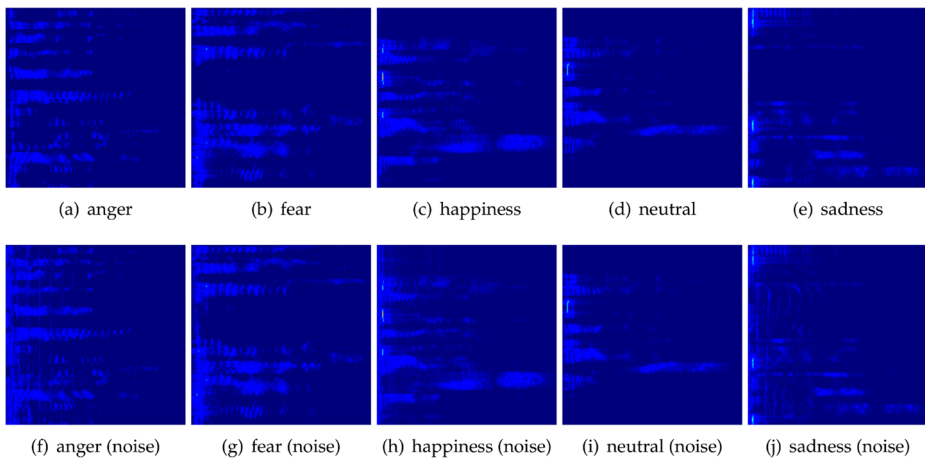 (a) anger
(b) fear
(c) happiness
(d) neutral
(e) sadness
(f) anger (noise)
(g) fear (noise)
(h) happiness (noise)
(i) neutral (noise)
(j) sadness (noise)